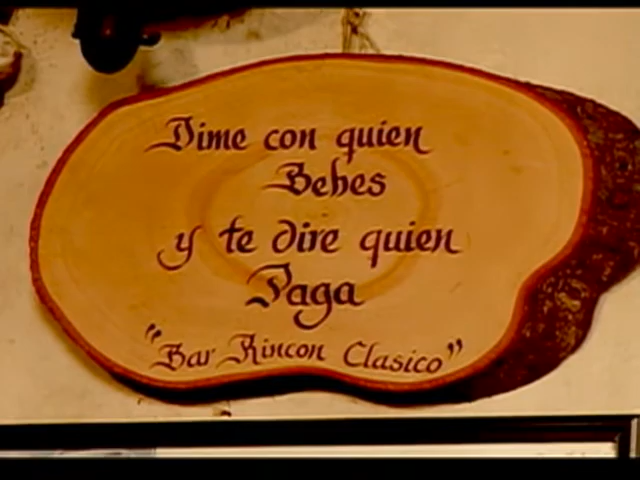 Dime con quien
Bebes
y te dire quien
Paga
"Bar Rincon Clasico"